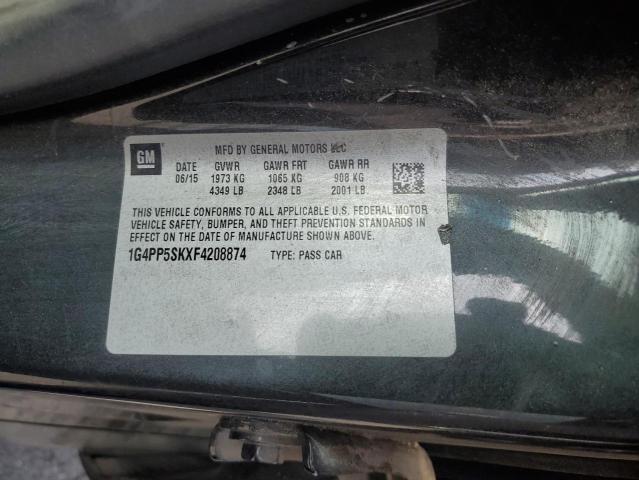 GM
MFD BY GENERAL MOTORS LLC
DATE GVWR GAWR FRT GAWR RR
06/15 1973 KG 1065 KG 908 KG
4349 LB 2348 LB 2001 LB
THIS VEHICLE CONFORMS TO ALL APPLICABLE U.S. FEDERAL MOTOR
VEHICLE SAFETY, BUMPER, AND THEFT PREVENTION STANDARDS IN
EFFECT ON THE DATE OF MANUFACTURE SHOWN ABOVE.
1G4PP5SKXF4208874 TYPE: PASS CAR